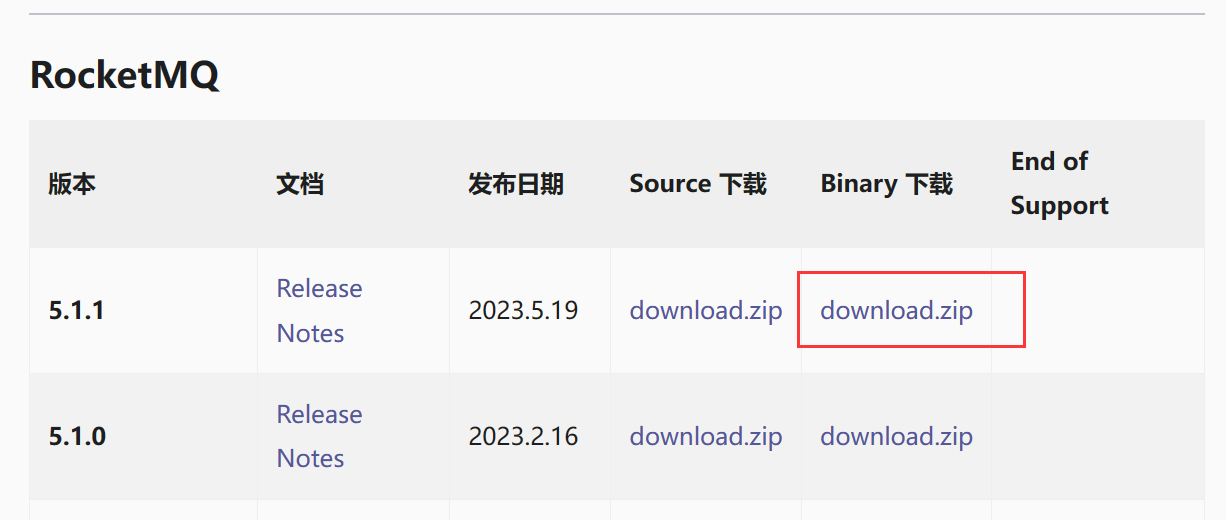 RocketMQ
版本 文档 发布日期 Source 下载 Binary 下载 End of
Support
5.1.1 Release
Notes 2023.5.19 download.zip download.zip
5.1.0 Release
Notes 2023.2.16 download.zip download.zip